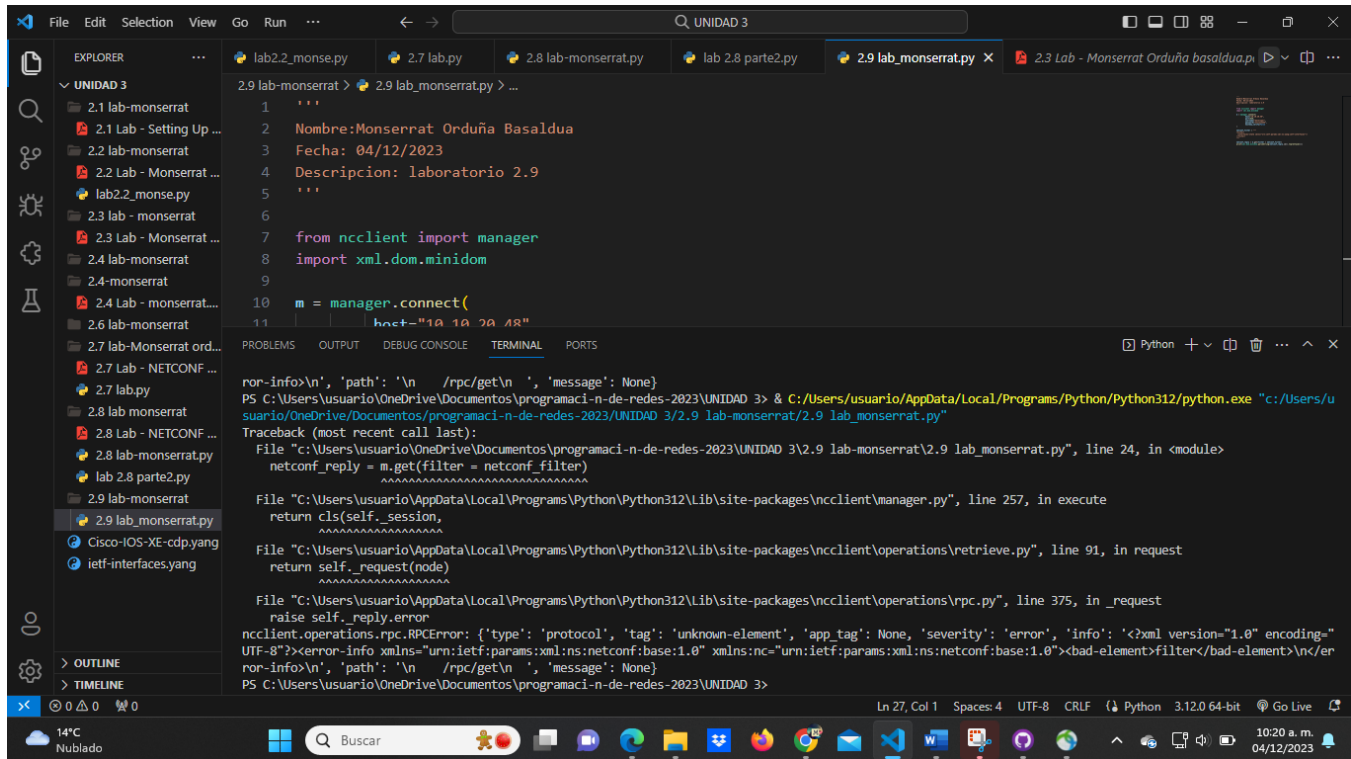 File Edit Selection View Go Run ··· UNIDAD 3
EXPLORER ···
lab2.2_monse.py 2.7 lab.py 2.8 lab-monserrat.py lab 2.8 parte2.py 2.9 lab_monserrat.py 2.3 Lab - Monserrat Orduña basaldua.p ···
UNIDAD 3
2.1 lab-monserrat
2.1 Lab - Setting Up ...
2.2 lab-monserrat
2.2 Lab - Monserrat ...
lab2.2_monse.py
2.3 lab - monserrat
2.3 Lab - Monserrat ...
2.4 lab-monserrat
2.4-monserrat
2.4 Lab - monserrat....
2.6 lab-monserrat
2.7 lab-Monserrat ord...
2.7 Lab - NETCONF ...
2.7 lab.py
2.8 lab monserrat
2.8 Lab - NETCONF ...
2.8 lab-monserrat.py
lab 2.8 parte2.py
2.9 lab-monserrat
2.9 lab_monserrat.py
Cisco-IOS-XE-cdp.yang
ietf-interfaces.yang
OUTLINE
TIMELINE
2.9 lab-monserrat > 2.9 lab_monserrat.py > ...
1 '''
2 Nombre:Monserrat Orduña Basaldua
3 Fecha: 04/12/2023
4 Descripcion: laboratorio 2.9
5 '''
6
7 from ncclient import manager
8 import xml.dom.minidom
9
10 m = manager.connect(
11 host="10.10.20.48"
PROBLEMS OUTPUT DEBUG CONSOLE TERMINAL PORTS Python ···
ror-info>\n', 'path': '\n    /rpc/get\n  ', 'message': None}
PS C:\Users\usuario\OneDrive\Documentos\programaci-n-de-redes-2023\UNIDAD 3> & C:/Users/usuario/AppData/Local/Programs/Python/Python312/python.exe "c:/Users/u
suario/OneDrive/Documentos/programaci-n-de-redes-2023/UNIDAD 3/2.9 lab-monserrat/2.9 lab_monserrat.py"
Traceback (most recent call last):
File "c:\Users\usuario\OneDrive\Documentos\programaci-n-de-redes-2023\UNIDAD 3\2.9 lab-monserrat\2.9 lab_monserrat.py", line 24, in <module>
netconf_reply = m.get(filter = netconf_filter)
^^^^^^^^^^^^^^^^^^^^^^^^^^^^^^
File "C:\Users\usuario\AppData\Local\Programs\Python\Python312\Lib\site-packages\ncclient\manager.py", line 257, in execute
return cls(self._session,
^^^^^^^^^^^^^^^^^^
File "C:\Users\usuario\AppData\Local\Programs\Python\Python312\Lib\site-packages\ncclient\operations\retrieve.py", line 91, in request
return self._request(node)
^^^^^^^^^^^^^^^^^^^
File "C:\Users\usuario\AppData\Local\Programs\Python\Python312\Lib\site-packages\ncclient\operations\rpc.py", line 375, in _request
raise self._reply.error
ncclient.operations.rpc.RPCError: {'type': 'protocol', 'tag': 'unknown-element', 'app_tag': None, 'severity': 'error', 'info': '<?xml version="1.0" encoding="
UTF-8"?><error-info xmlns="urn:ietf:params:xml:ns:netconf:base:1.0" xmlns:nc="urn:ietf:params:xml:ns:netconf:base:1.0"><bad-element>filter</bad-element>\n</er
ror-info>\n', 'path': '\n    /rpc/get\n  ', 'message': None}
PS C:\Users\usuario\OneDrive\Documentos\programaci-n-de-redes-2023\UNIDAD 3>
0 0 0 Ln 27, Col 1 Spaces: 4 UTF-8 CRLF Python 3.12.0 64-bit Go Live
14°C
Nublado
Buscar
10:20 a. m.
04/12/2023